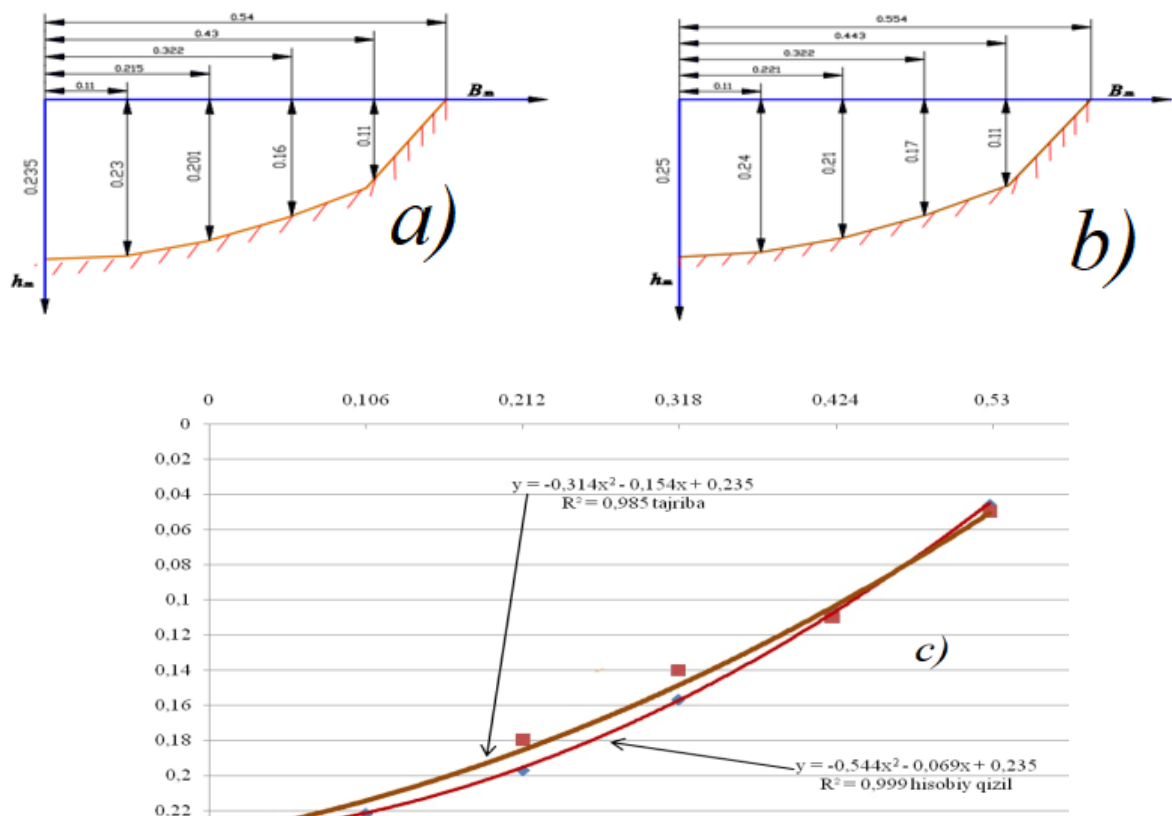 0.54
0.43
0.322
0.215
0.11
Bₘ
0.235
0.23
0.201
0.16
0.11
hₘ
a)
0.554
0.443
0.322
0.221
0.11
Bₘ
0.25
0.24
0.21
0.17
0.11
hₘ
b)
0 0,106 0,212 0,318 0,424 0,53
0
0,02
0,04
0,06
0,08
0,1
0,12
0,14
0,16
0,18
0,2
0,22
y = -0,314x² - 0,154x + 0,235
R² = 0,985 tajriba
c)
y = -0,544x² - 0,069x + 0,235
R² = 0,999 hisobiy qizil